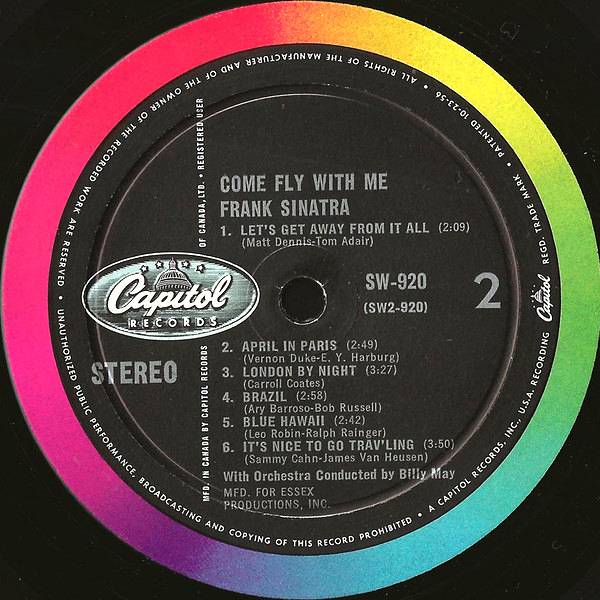 COME FLY WITH ME
FRANK SINATRA
1. LET'S GET AWAY FROM IT ALL (2:09)
(Matt Dennis-Tom Adair)
SW-920
(SW2-920)
2
Capitol
RECORDS
STEREO
2. APRIL IN PARIS (2:49)
(Vernon Duke-E. Y. Harburg)
3. LONDON BY NIGHT (3:27)
(Carroll Coates)
4. BRAZIL (2:58)
(Ary Barroso-Bob Russell)
5. BLUE HAWAII (2:42)
(Leo Robin-Ralph Rainger)
6. IT'S NICE TO GO TRAV'LING (3:50)
(Sammy Cahn-James Van Heusen)
With Orchestra Conducted by Billy May
MFD. FOR ESSEX
PRODUCTIONS, INC.
MFD. IN CANADA BY CAPITOL RECORDS OF CANADA, LTD. • REGISTERED USER
ALL RIGHTS OF THE MANUFACTURER AND OF THE OWNER OF THE RECORDED WORK ARE RESERVED • UNAUTHORIZED PUBLIC PERFORMANCE, BROADCASTING AND COPYING OF THIS RECORD PROHIBITED • A CAPITOL RECORDS, INC., U.S.A. RECORDING
Capitol REGD. TRADE MARK • PATENTED 10-23-56 •